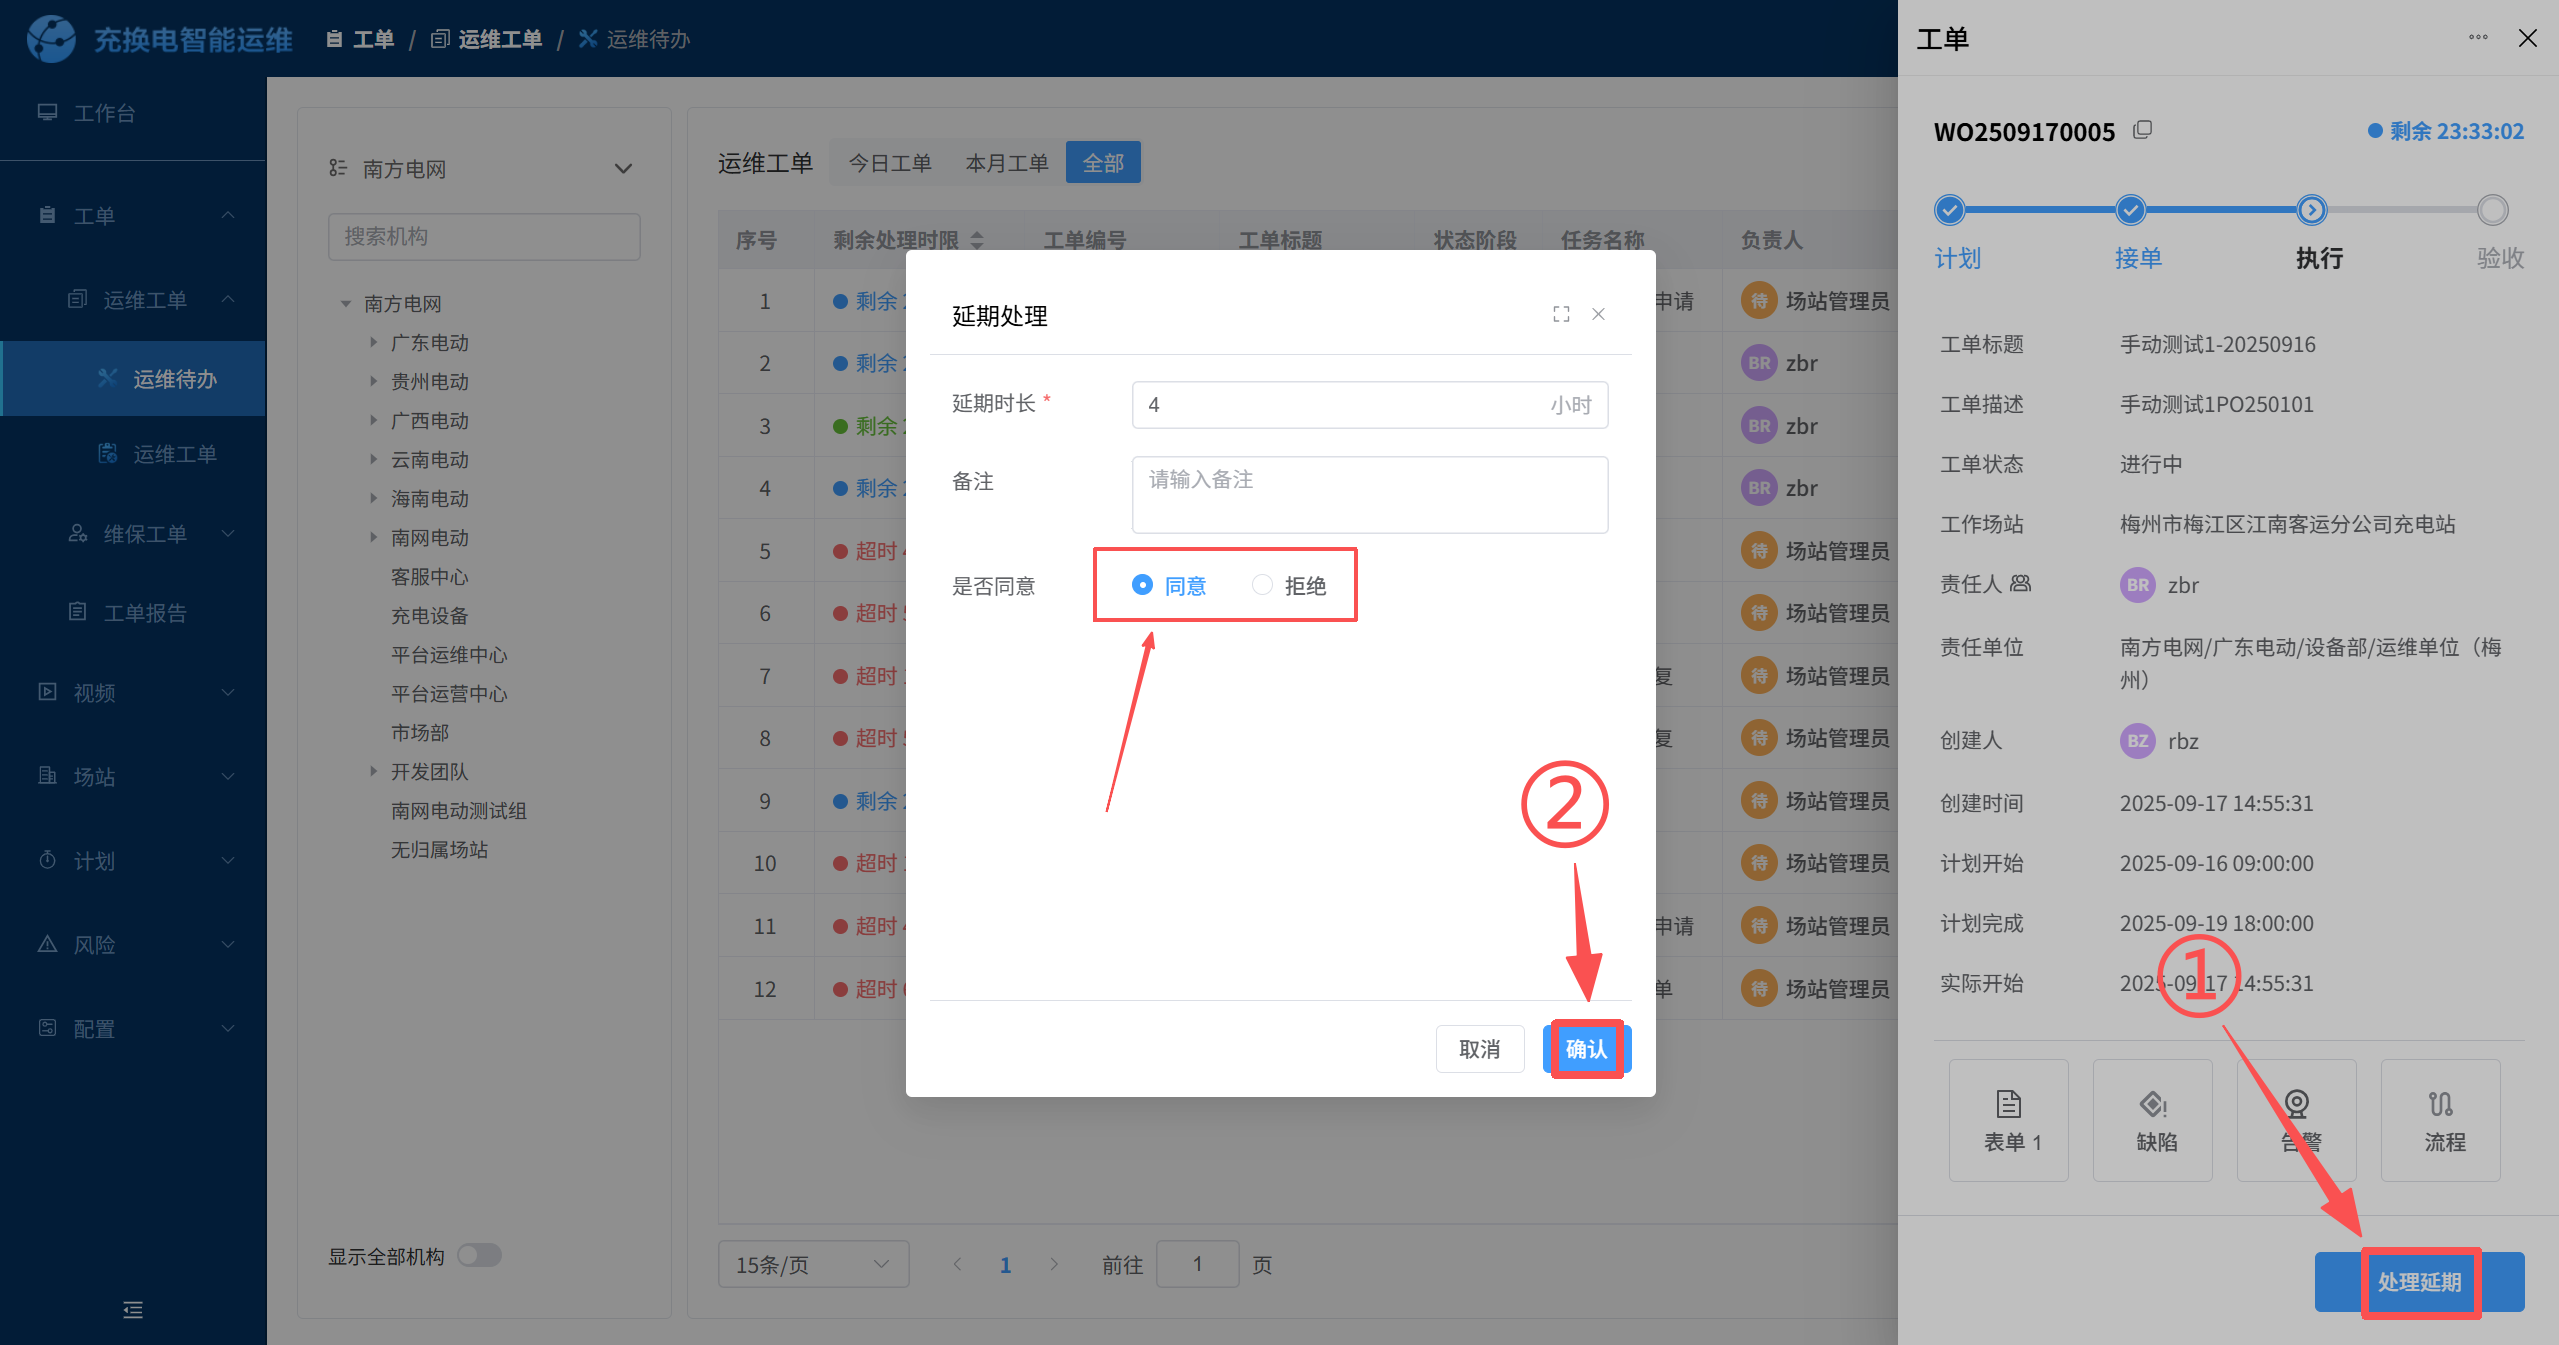 充换电智能运维
工单 / 运维工单 / 运维待办
工作台
工单
运维工单
运维待办
运维工单
维保工单
工单报告
视频
场站
计划
风险
配置
南方电网
搜索机构
南方电网
广东电动
贵州电动
广西电动
云南电动
海南电动
南网电动
客服中心
充电设备
平台运维中心
平台运营中心
市场部
开发团队
南网电动测试组
无归属场站
显示全部机构
运维工单 今日工单 本月工单 全部
序号 剩余处理时限 工单编号 工单标题 状态阶段 任务名称 负责人
1 剩余 申请 待 场站管理员
2 剩余 BR zbr
3 剩余 BR zbr
4 剩余 BR zbr
5 超时 待 场站管理员
6 超时 待 场站管理员
7 超时 复 待 场站管理员
8 超时 复 待 场站管理员
9 剩余 待 场站管理员
10 超时 待 场站管理员
11 超时 申请 待 场站管理员
12 超时 单 待 场站管理员
15条/页 1 前往 1 页
延期处理
延期时长 * 4 小时
备注 请输入备注
是否同意 同意 拒绝
②
取消 确认
工单
WO2509170005 剩余 23:33:02
计划 接单 执行 验收
工单标题 手动测试1-20250916
工单描述 手动测试1PO250101
工单状态 进行中
工作场站 梅州市梅江区江南客运分公司充电站
责任人 BR zbr
责任单位 南方电网/广东电动/设备部/运维单位（梅
州）
创建人 BZ rbz
创建时间 2025-09-17 14:55:31
计划开始 2025-09-16 09:00:00
计划完成 2025-09-19 18:00:00
实际开始 2025-09-17 14:55:31
①
表单 1 缺陷 告警 流程
处理延期